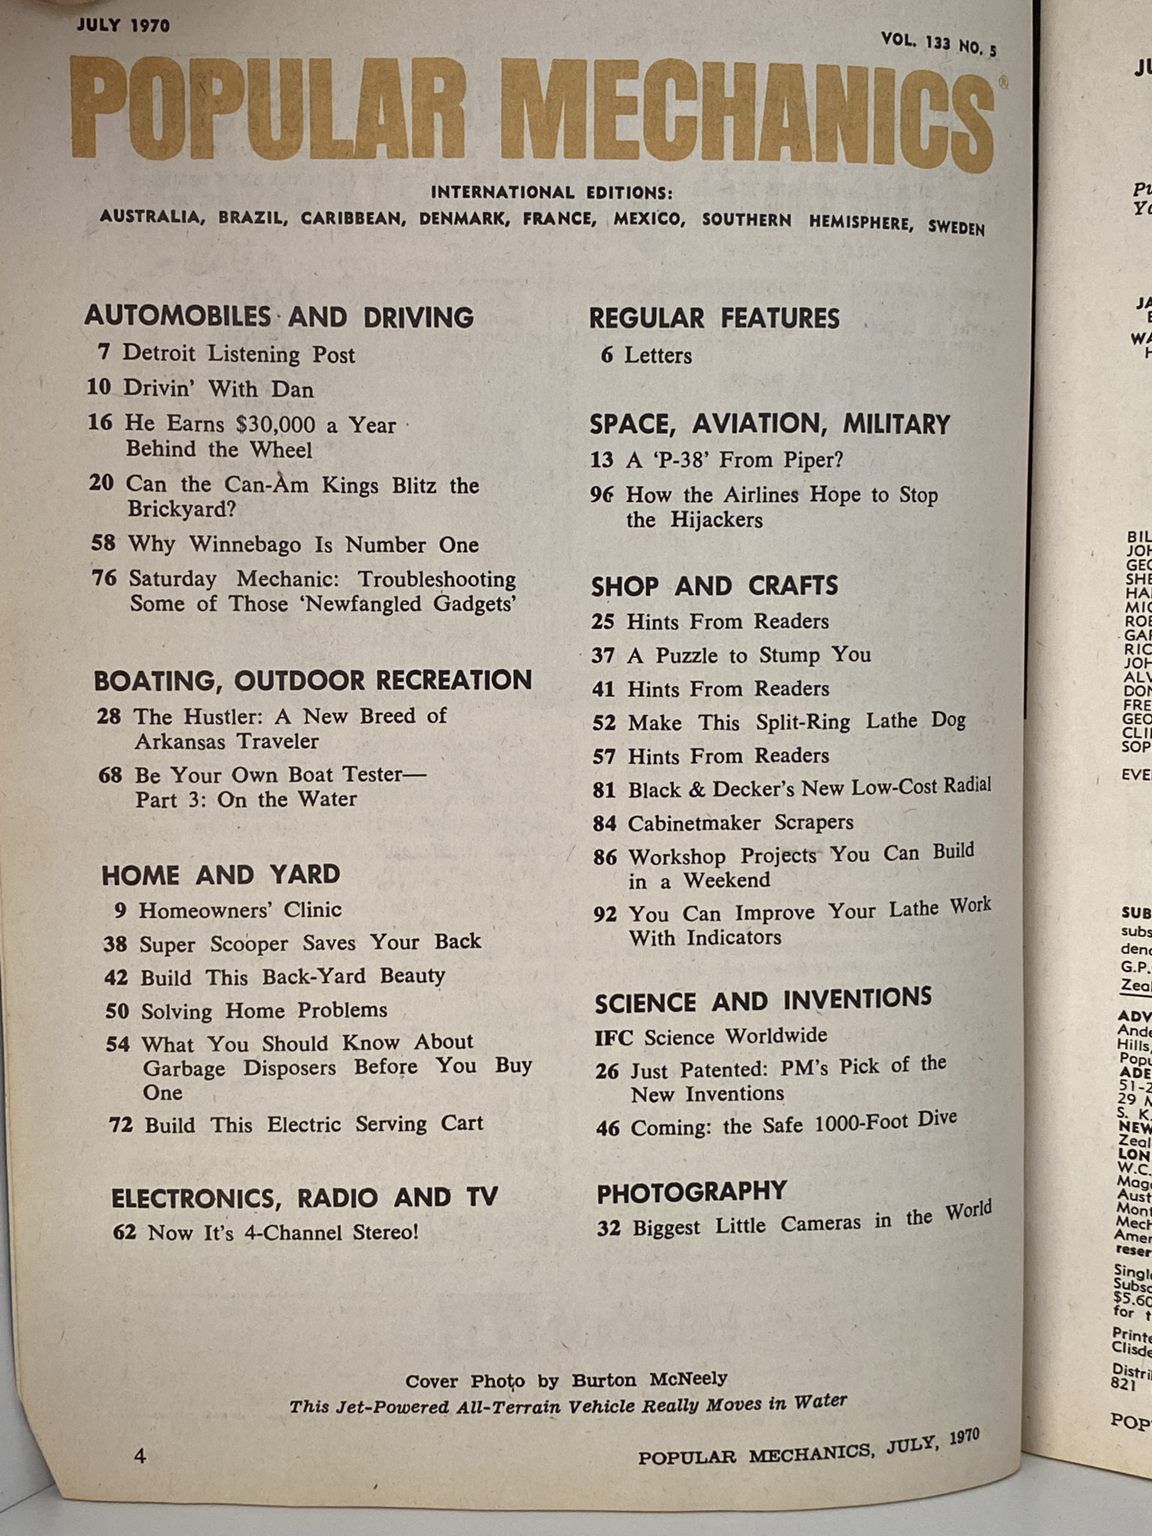 JULY 1970
VOL. 133 NO. 5
POPULAR MECHANICS®
INTERNATIONAL EDITIONS:
AUSTRALIA, BRAZIL, CARIBBEAN, DENMARK, FRANCE, MEXICO, SOUTHERN HEMISPHERE, SWEDEN
AUTOMOBILES AND DRIVING
7 Detroit Listening Post
10 Drivin' With Dan
16 He Earns $30,000 a Year
Behind the Wheel
20 Can the Can-Am Kings Blitz the
Brickyard?
58 Why Winnebago Is Number One
76 Saturday Mechanic: Troubleshooting
Some of Those 'Newfangled Gadgets'
BOATING, OUTDOOR RECREATION
28 The Hustler: A New Breed of
Arkansas Traveler
68 Be Your Own Boat Tester—
Part 3: On the Water
HOME AND YARD
9 Homeowners' Clinic
38 Super Scooper Saves Your Back
42 Build This Back-Yard Beauty
50 Solving Home Problems
54 What You Should Know About
Garbage Disposers Before You Buy
One
72 Build This Electric Serving Cart
ELECTRONICS, RADIO AND TV
62 Now It's 4-Channel Stereo!
REGULAR FEATURES
6 Letters
SPACE, AVIATION, MILITARY
13 A 'P-38' From Piper?
96 How the Airlines Hope to Stop
the Hijackers
SHOP AND CRAFTS
25 Hints From Readers
37 A Puzzle to Stump You
41 Hints From Readers
52 Make This Split-Ring Lathe Dog
57 Hints From Readers
81 Black & Decker's New Low-Cost Radial
84 Cabinetmaker Scrapers
86 Workshop Projects You Can Build
in a Weekend
92 You Can Improve Your Lathe Work
With Indicators
SCIENCE AND INVENTIONS
IFC Science Worldwide
26 Just Patented: PM's Pick of the
New Inventions
46 Coming: the Safe 1000-Foot Dive
PHOTOGRAPHY
32 Biggest Little Cameras in the World
Cover Photo by Burton McNeely
This Jet-Powered All-Terrain Vehicle Really Moves in Water
4
POPULAR MECHANICS, JULY, 1970